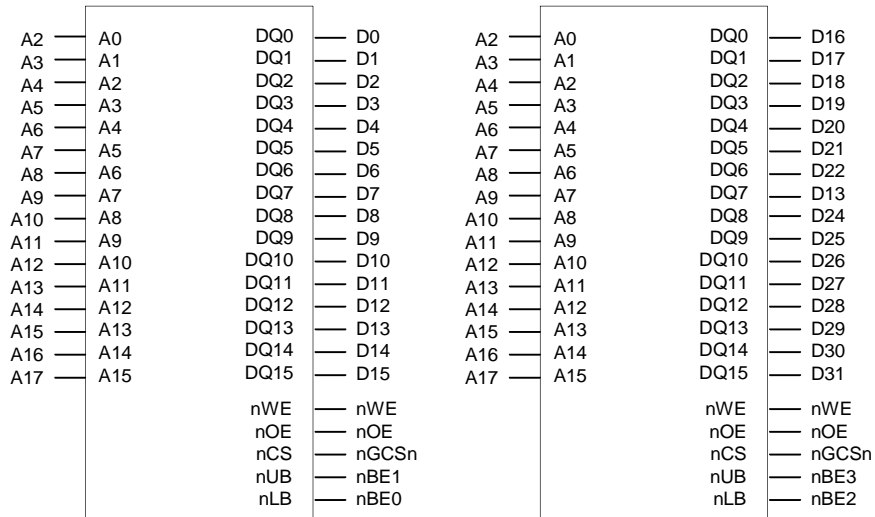 A2 A0 DQ0 D0 A2 A0 DQ0 D16
A3 A1 DQ1 D1 A3 A1 DQ1 D17
A4 A2 DQ2 D2 A4 A2 DQ2 D18
A5 A3 DQ3 D3 A5 A3 DQ3 D19
A6 A4 DQ4 D4 A6 A4 DQ4 D20
A7 A5 DQ5 D5 A7 A5 DQ5 D21
A8 A6 DQ6 D6 A8 A6 DQ6 D22
A9 A7 DQ7 D7 A9 A7 DQ7 D13
A10 A8 DQ8 D8 A10 A8 DQ8 D24
A11 A9 DQ9 D9 A11 A9 DQ9 D25
A12 A10 DQ10 D10 A12 A10 DQ10 D26
A13 A11 DQ11 D11 A13 A11 DQ11 D27
A14 A12 DQ12 D12 A14 A12 DQ12 D28
A15 A13 DQ13 D13 A15 A13 DQ13 D29
A16 A14 DQ14 D14 A16 A14 DQ14 D30
A17 A15 DQ15 D15 A17 A15 DQ15 D31
nWE nWE nWE nWE
nOE nOE nOE nOE
nCS nGCSn nCS nGCSn
nUB nBE1 nUB nBE3
nLB nBE0 nLB nBE2